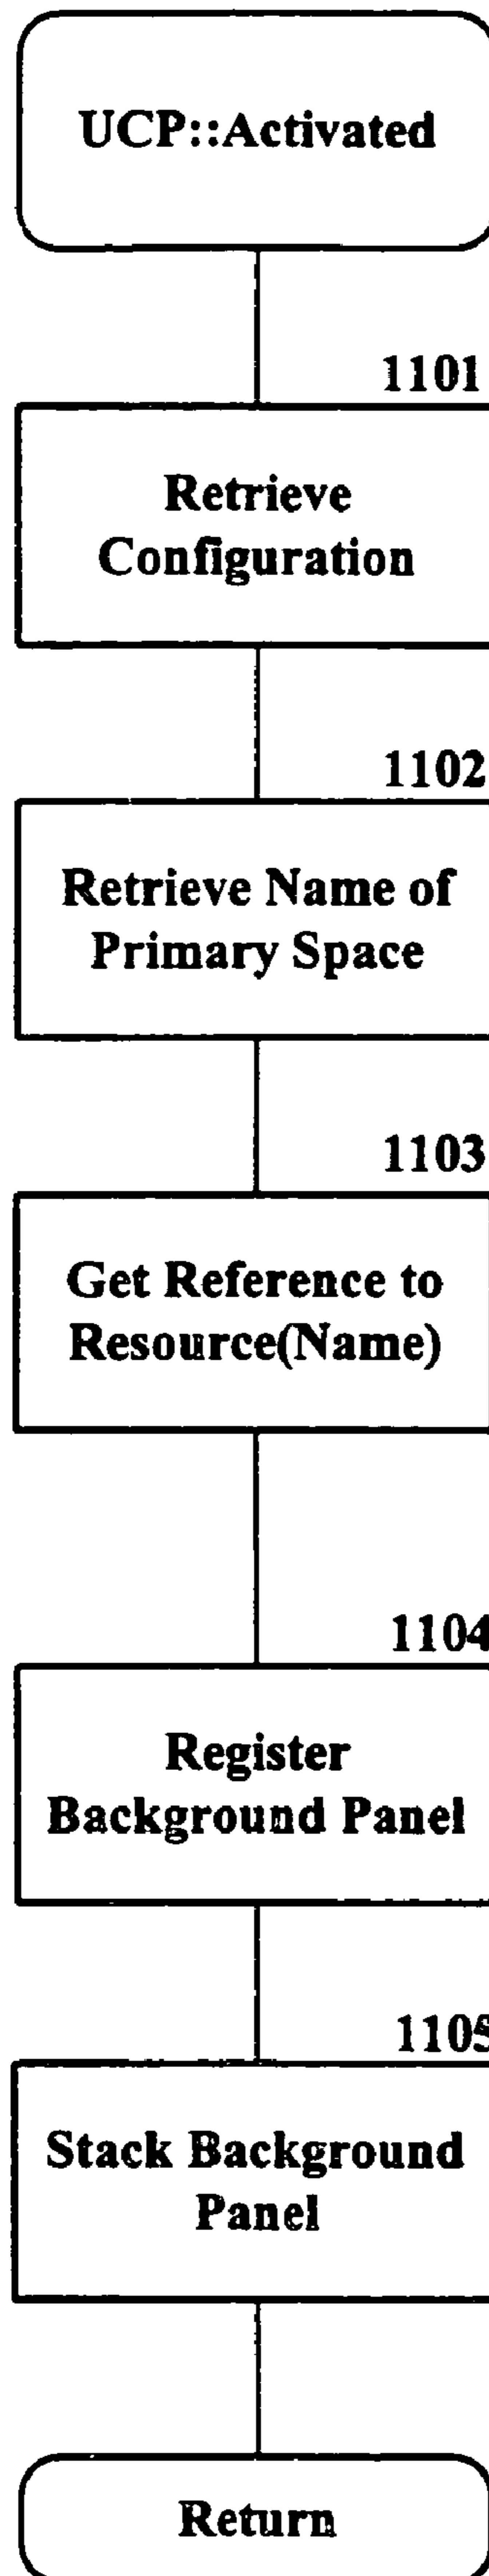 UCP::Activated
1101
Retrieve
Configuration
1102
Retrieve Name of
Primary Space
1103
Get Reference to
Resource(Name)
1104
Register
Background Panel
1105
Stack Background
Panel
Return